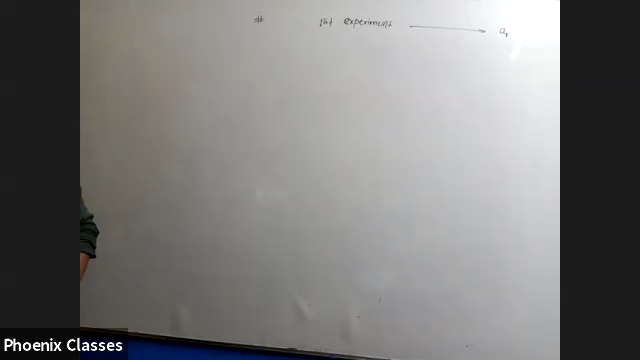 # 1st experiment ⟶ a₁
Phoenix Classes